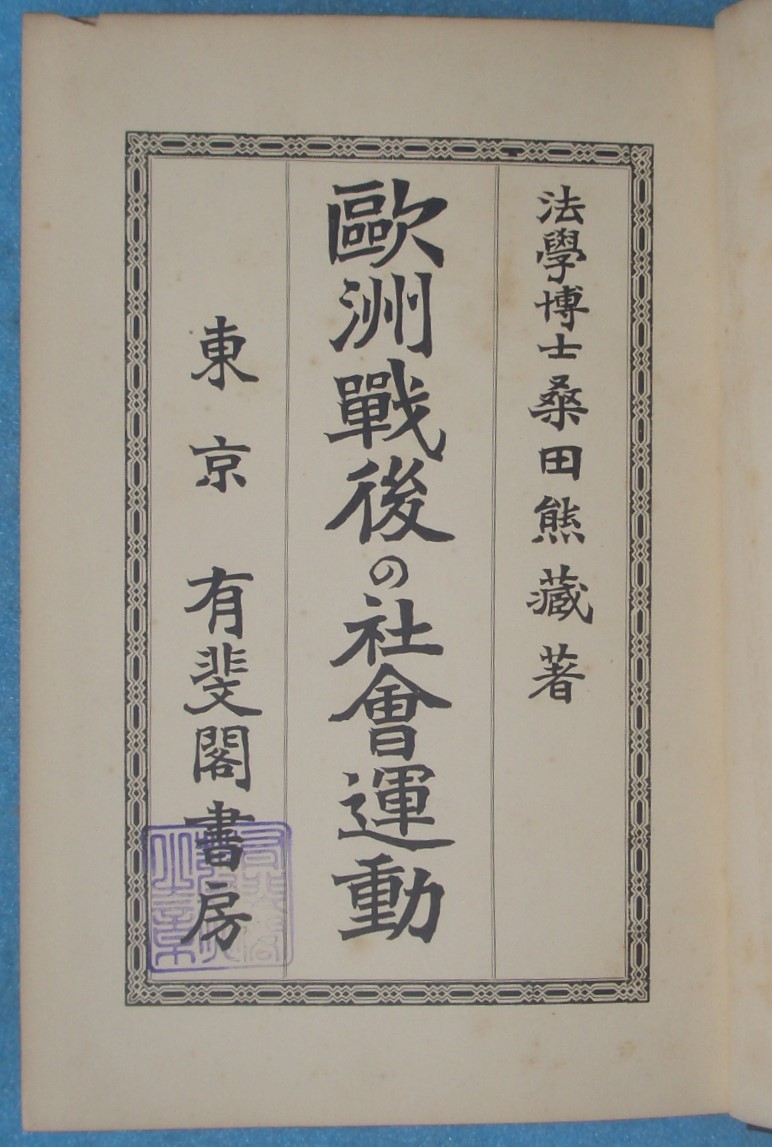 法學博士桑田熊藏著
歐洲戰後の社會運動
東京 有斐閣書房